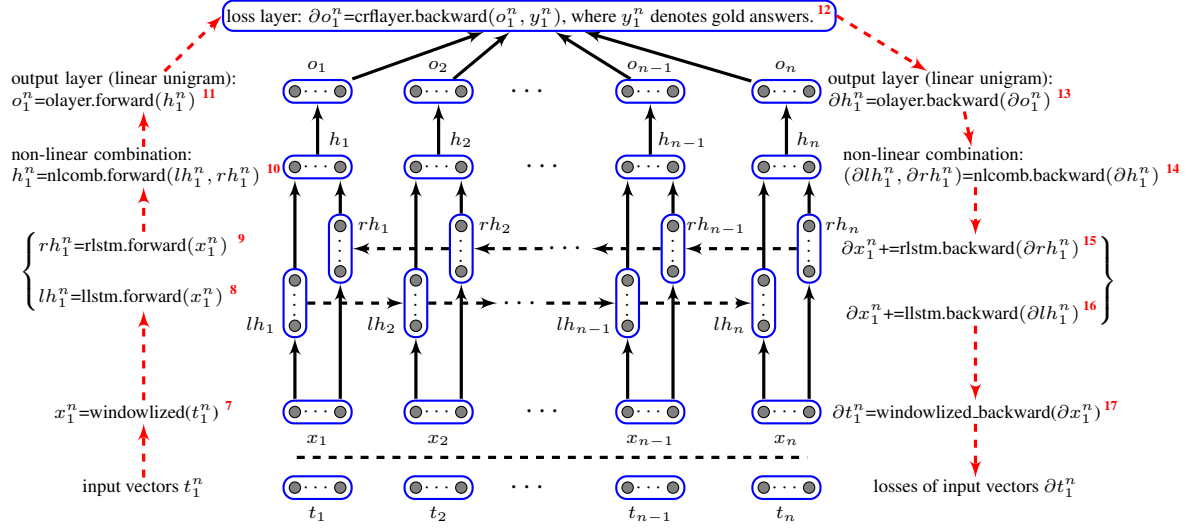 loss layer: ∂o₁ⁿ=crflayer.backward(o₁ⁿ, y₁ⁿ), where y₁ⁿ denotes gold answers. 12
o₁ o₂ oₙ₋₁ oₙ
output layer (linear unigram):
o₁ⁿ=olayer.forward(h₁ⁿ) 11
· · ·
output layer (linear unigram):
∂h₁ⁿ=olayer.backward(∂o₁ⁿ) 13
h₁ h₂ hₙ₋₁ hₙ
non-linear combination:
h₁ⁿ=nlcomb.forward(lh₁ⁿ, rh₁ⁿ) 10
· · ·
non-linear combination:
(∂lh₁ⁿ, ∂rh₁ⁿ)=nlcomb.backward(∂h₁ⁿ) 14
rh₁ rh₂ rhₙ₋₁ rhₙ
rh₁ⁿ=rlstm.forward(x₁ⁿ) 9
· · ·
∂x₁ⁿ+=rlstm.backward(∂rh₁ⁿ) 15
lh₁ⁿ=llstm.forward(x₁ⁿ) 8
· · ·
∂x₁ⁿ+=llstm.backward(∂lh₁ⁿ) 16
lh₁ lh₂ lhₙ₋₁ lhₙ
x₁ⁿ=windowlized(t₁ⁿ) 7
∂t₁ⁿ=windowlized_backward(∂x₁ⁿ) 17
x₁ x₂ xₙ₋₁ xₙ
input vectors t₁ⁿ
· · ·
losses of input vectors ∂t₁ⁿ
t₁ t₂ tₙ₋₁ tₙ